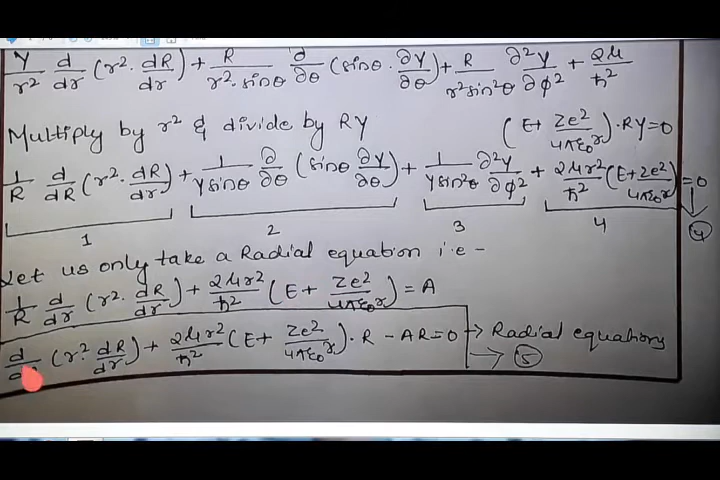 Y/r² d/dr (r². dR/dr) + R/r².sinθ ∂/∂θ (sinθ. ∂Y/∂θ) + R/r²sin²θ ∂²Y/∂ϕ² + 2μ/ħ²
(E + Ze²/4πε₀r).RY=0
Multiply by r² & divide by RY
1/R d/dR (r². dR/dr) + 1/Ysinθ ∂/∂θ (sinθ ∂Y/∂θ) + 1/Ysin²θ ∂²Y/∂ϕ² + 2μr²/ħ² (E+Ze²/4πε₀r) = 0
1 2 3 4 → ④
Let us only take a Radial equation i.e –
1/R d/dr (r². dR/dr) + 2μr²/ħ² (E + Ze²/4πε₀r) = A
(r² dR/dr) + 2μr²/ħ² (E+ Ze²/4πε₀r).R – AR=0 → Radial equations
→ ⑤